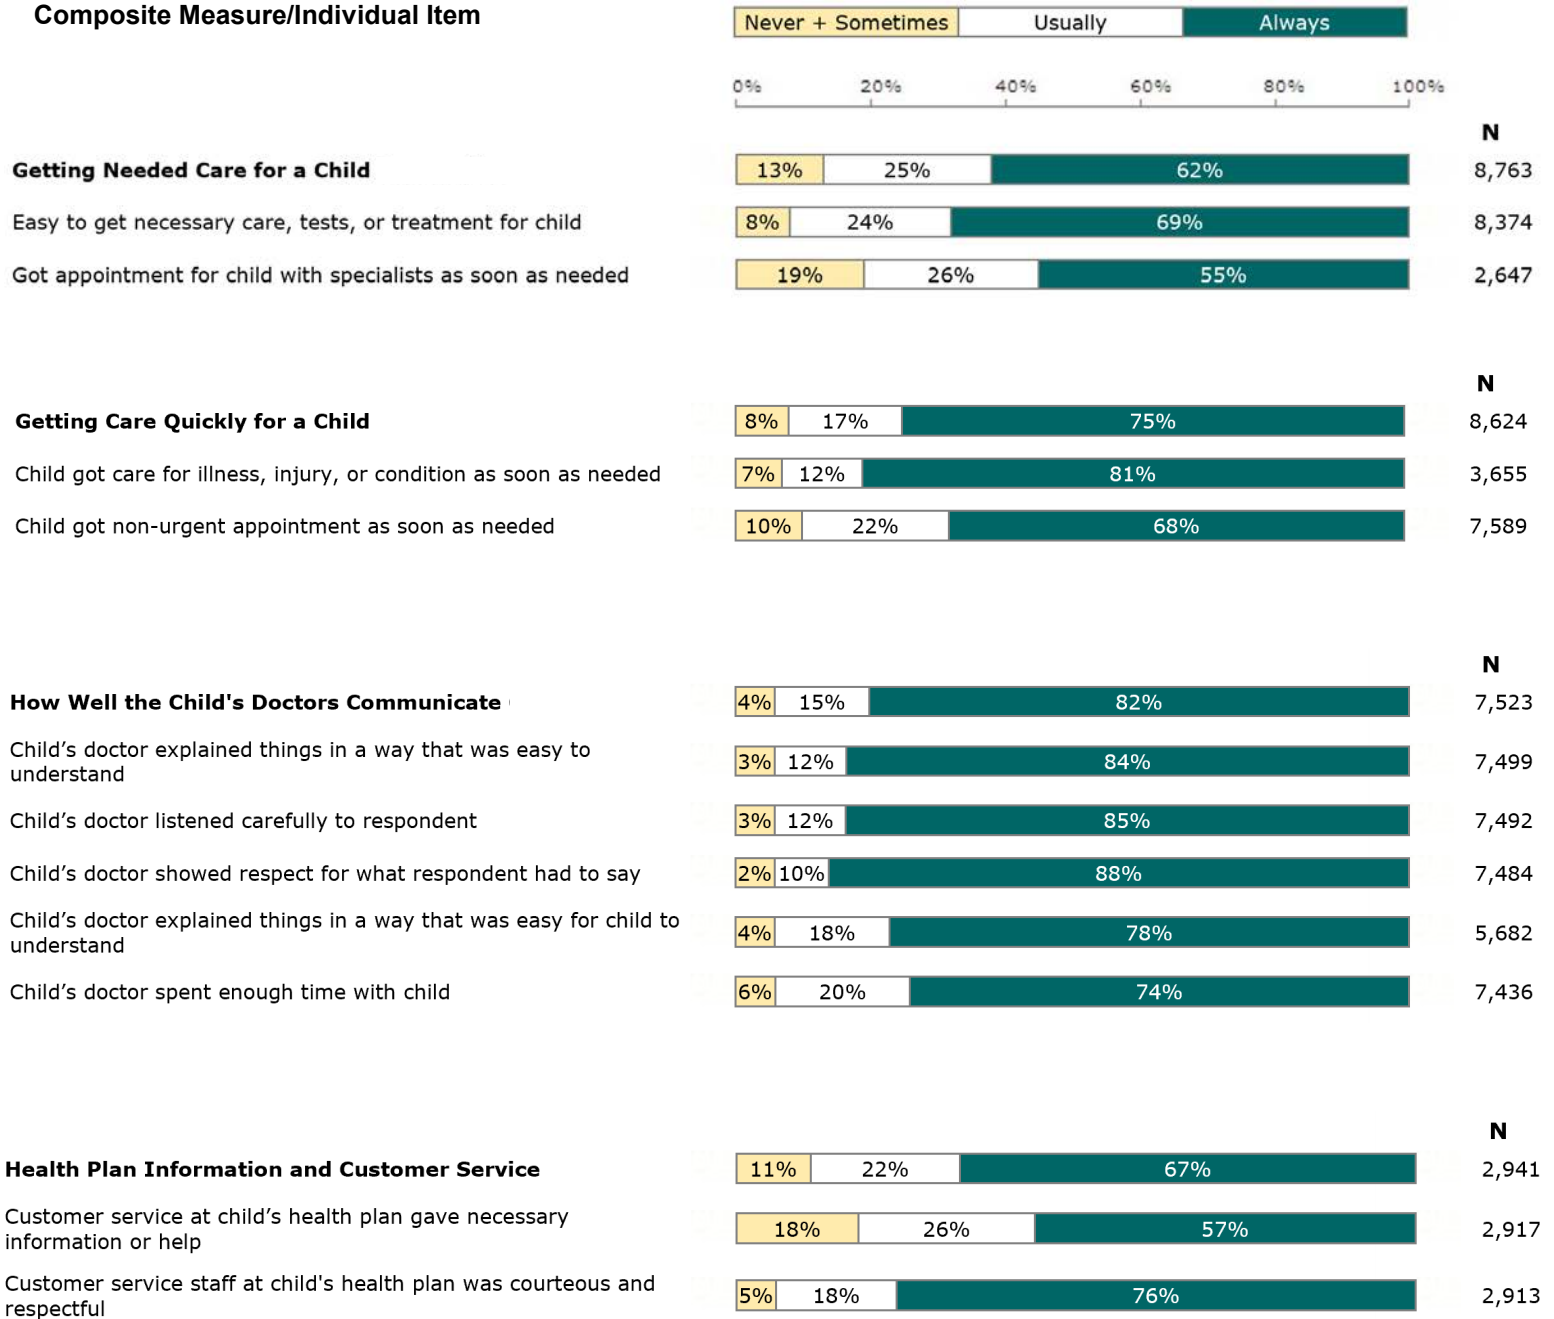 Composite Measure/Individual Item
Never + Sometimes Usually Always
0% 20% 40% 60% 80% 100%
N
Getting Needed Care for a Child 13% 25% 62% 8,763
Easy to get necessary care, tests, or treatment for child 8% 24% 69% 8,374
Got appointment for child with specialists as soon as needed 19% 26% 55% 2,647
N
Getting Care Quickly for a Child 8% 17% 75% 8,624
Child got care for illness, injury, or condition as soon as needed 7% 12% 81% 3,655
Child got non-urgent appointment as soon as needed 10% 22% 68% 7,589
N
How Well the Child's Doctors Communicate 4% 15% 82% 7,523
Child’s doctor explained things in a way that was easy to
understand 3% 12% 84% 7,499
Child’s doctor listened carefully to respondent 3% 12% 85% 7,492
Child’s doctor showed respect for what respondent had to say 2% 10% 88% 7,484
Child’s doctor explained things in a way that was easy for child to
understand 4% 18% 78% 5,682
Child’s doctor spent enough time with child 6% 20% 74% 7,436
N
Health Plan Information and Customer Service 11% 22% 67% 2,941
Customer service at child’s health plan gave necessary
information or help 18% 26% 57% 2,917
Customer service staff at child's health plan was courteous and
respectful 5% 18% 76% 2,913